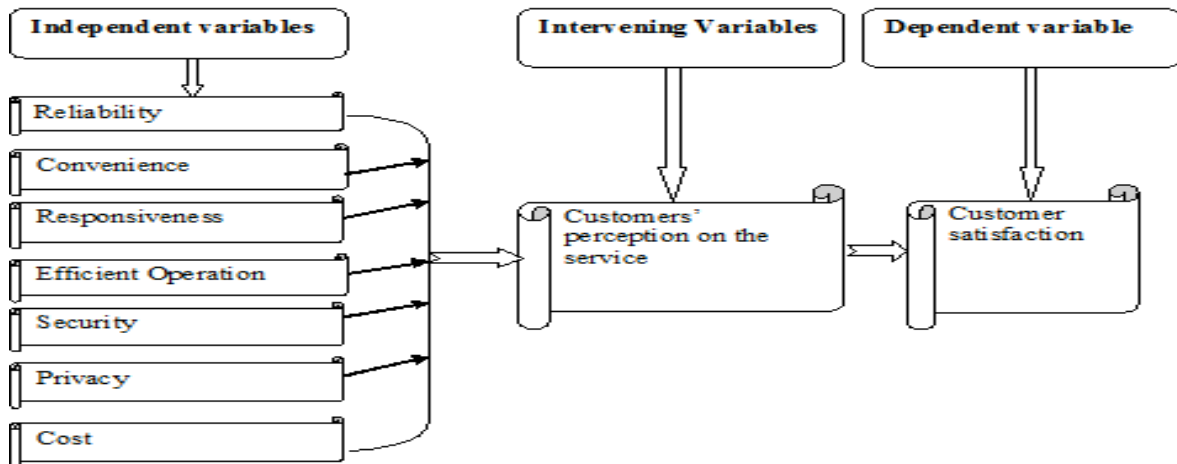 Independent variables
Intervening Variables
Dependent variable
Reliability
Convenience
Responsiveness
Efficient Operation
Security
Privacy
Cost
Customers'
perception on the
service
Customer
satisfaction